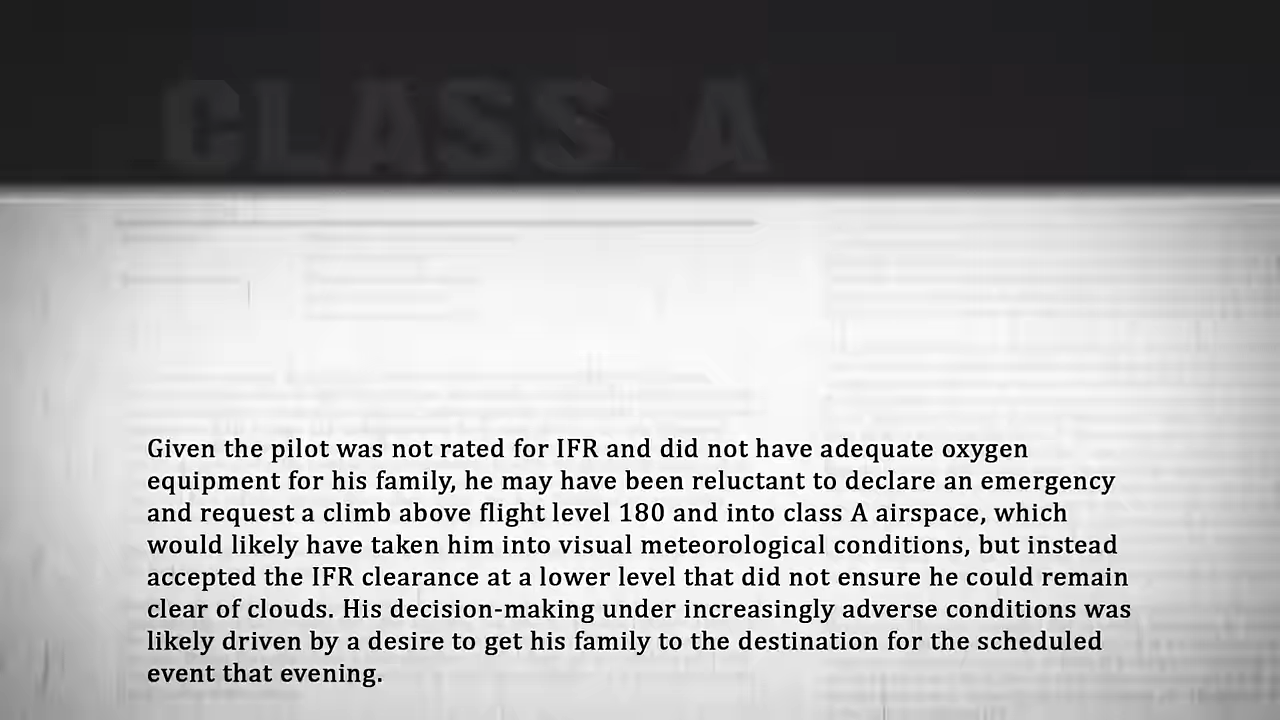 CLASS A
Given the pilot was not rated for IFR and did not have adequate oxygen
equipment for his family, he may have been reluctant to declare an emergency
and request a climb above flight level 180 and into class A airspace, which
would likely have taken him into visual meteorological conditions, but instead
accepted the IFR clearance at a lower level that did not ensure he could remain
clear of clouds. His decision-making under increasingly adverse conditions was
likely driven by a desire to get his family to the destination for the scheduled
event that evening.